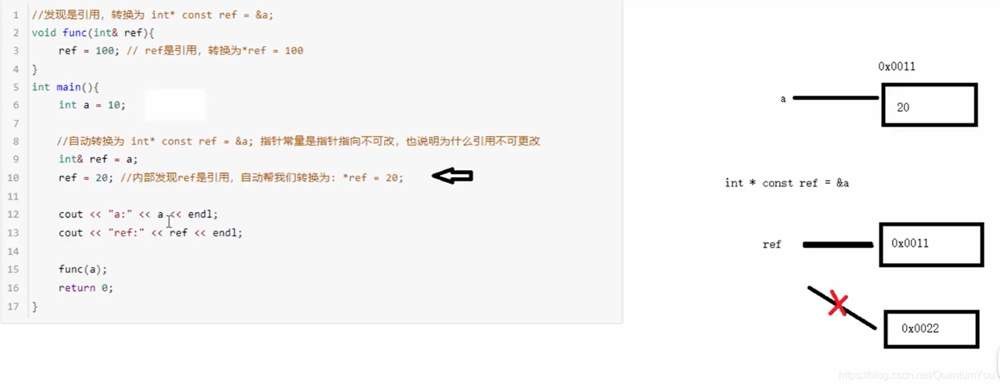 1 //发现是引用，转换为 int* const ref = &a;
2 void func(int& ref){
3 ref = 100; // ref是引用，转换为*ref = 100
4 }
5 int main(){
6 int a = 10;
7
8 //自动转换为 int* const ref = &a; 指针常量是指针指向不可改，也说明为什么引用不可更改
9 int& ref = a;
10 ref = 20; //内部发现ref是引用，自动帮我们转换为: *ref = 20;
11
12 cout << "a:" << a << endl;
13 cout << "ref:" << ref << endl;
14
15 func(a);
16 return 0;
17 }
0x0011
a
20
int * const ref = &a
ref
0x0011
0x0022
https://blog.csdn.net/QuantumYou